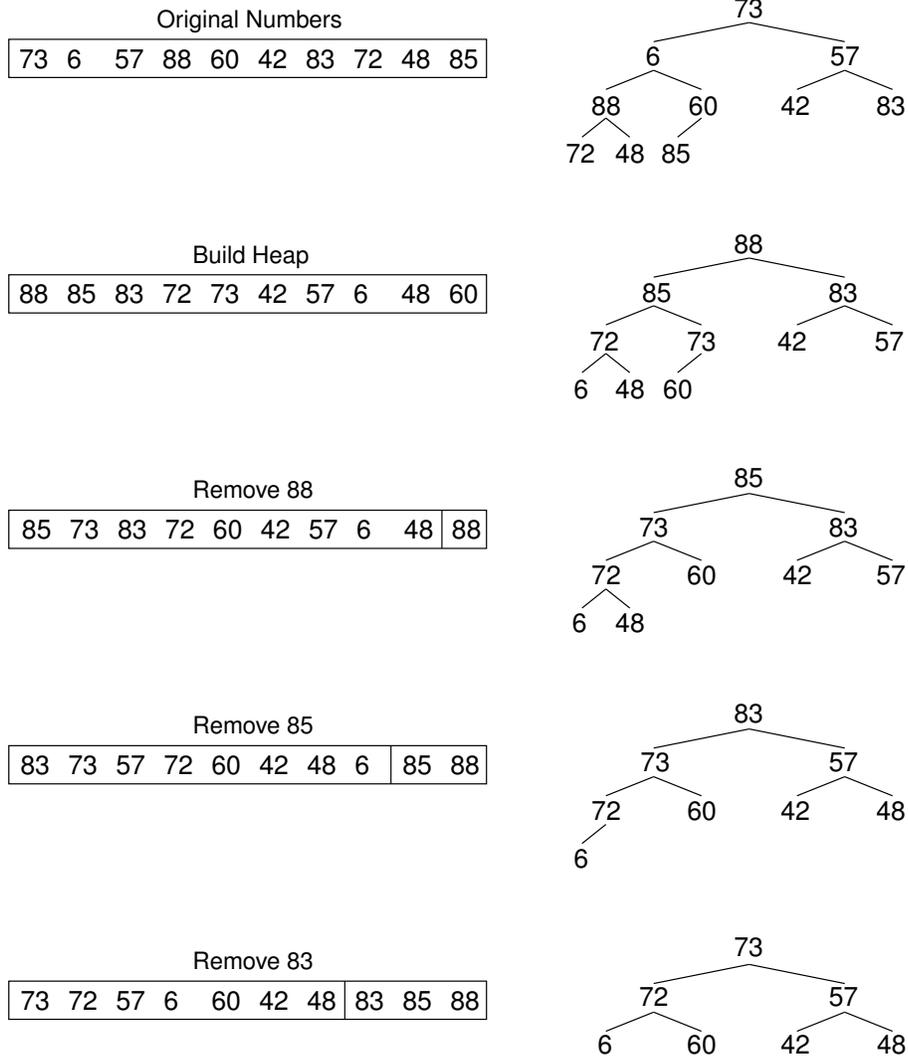 Original Numbers
73 6 57 88 60 42 83 72 48 85
73
6 57
88 60 42 83
72 48 85
Build Heap
88 85 83 72 73 42 57 6 48 60
88
85 83
72 73 42 57
6 48 60
Remove 88
85 73 83 72 60 42 57 6 48 88
85
73 83
72 60 42 57
6 48
Remove 85
83 73 57 72 60 42 48 6 85 88
83
73 57
72 60 42 48
6
Remove 83
73 72 57 6 60 42 48 83 85 88
73
72 57
6 60 42 48